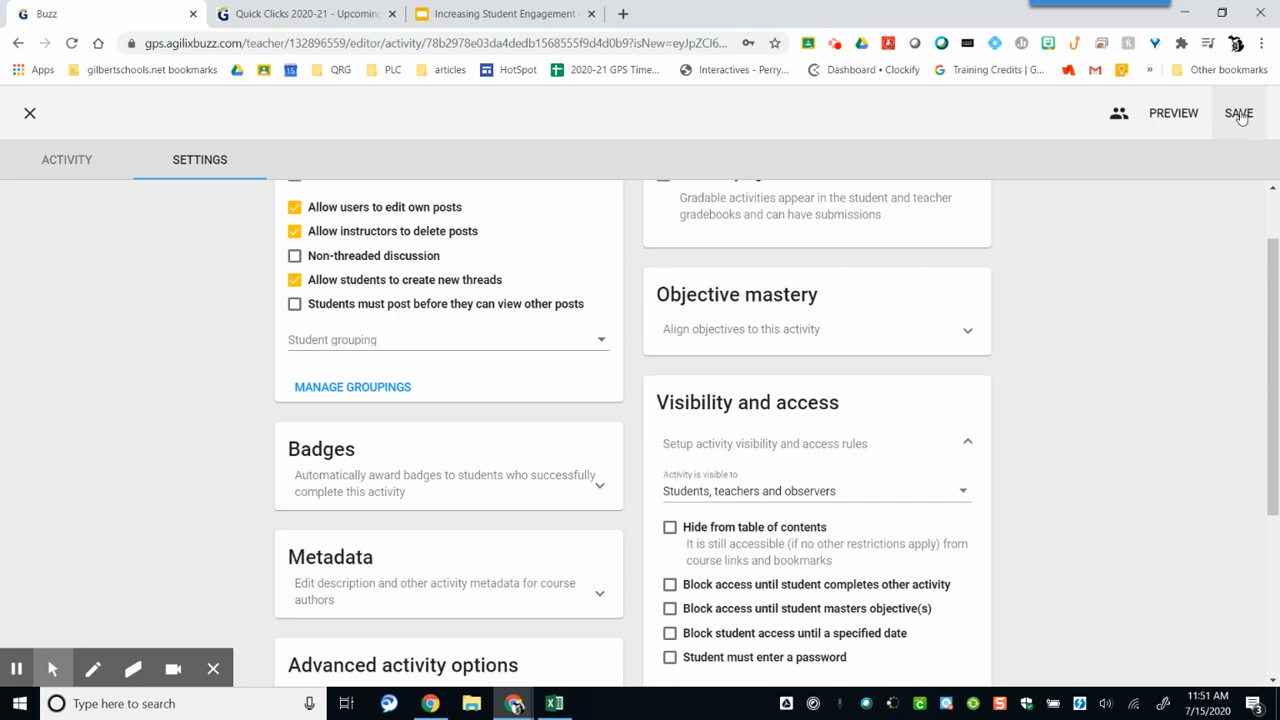 Buzz
Quick Clicks 2020-21 - Upcoming
Increasing Student Engagement
gps.agilixbuzz.com/teacher/132896559/editor/activity/78b2978e03da4dedb1568555f9d4d0b9?isNew=eyJpZCI6...
Apps
gilbertschools.net bookmarks
QRG
PLC
articles
HotSpot
2020-21 GPS Time...
Interactives - Perry...
Dashboard • Clockify
Training Credits | G...
»
Other bookmarks
PREVIEW
SAVE
ACTIVITY
SETTINGS
Allow users to edit own posts
Allow instructors to delete posts
Non-threaded discussion
Allow students to create new threads
Students must post before they can view other posts
Student grouping
MANAGE GROUPINGS
Badges
Automatically award badges to students who successfully
complete this activity
Metadata
Edit description and other activity metadata for course
authors
Advanced activity options
Gradable activities appear in the student and teacher
gradebooks and can have submissions
Objective mastery
Align objectives to this activity
Visibility and access
Setup activity visibility and access rules
Activity is visible to
Students, teachers and observers
Hide from table of contents
It is still accessible (if no other restrictions apply) from
course links and bookmarks
Block access until student completes other activity
Block access until student masters objective(s)
Block student access until a specified date
Student must enter a password
Type here to search
11:51 AM
7/15/2020
3